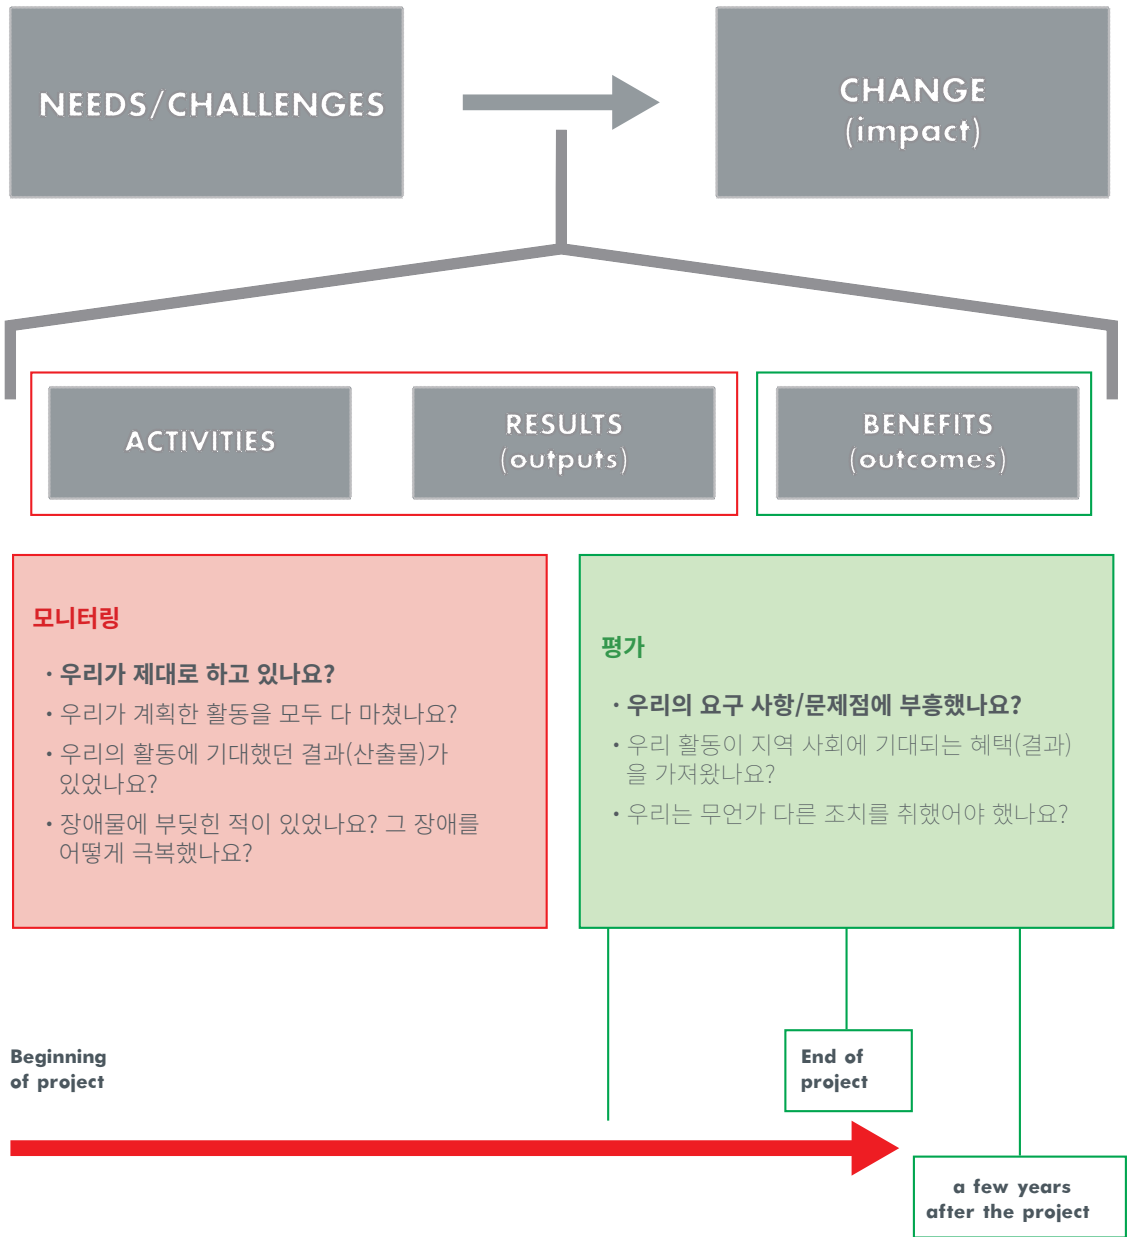 NEEDS/CHALLENGES
CHANGE
(impact)
ACTIVITIES
RESULTS
(outputs)
BENEFITS
(outcomes)
모니터링
· 우리가 제대로 하고 있나요?
· 우리가 계획한 활동을 모두 다 마쳤나요?
· 우리의 활동에 기대했던 결과(산출물)가
있었나요?
· 장애물에 부딪힌 적이 있었나요? 그 장애를
어떻게 극복했나요?
평가
· 우리의 요구 사항/문제점에 부흥했나요?
· 우리 활동이 지역 사회에 기대되는 혜택(결과)
을 가져왔나요?
· 우리는 무언가 다른 조치를 취했어야 했나요?
Beginning
of project
End of
project
a few years
after the project